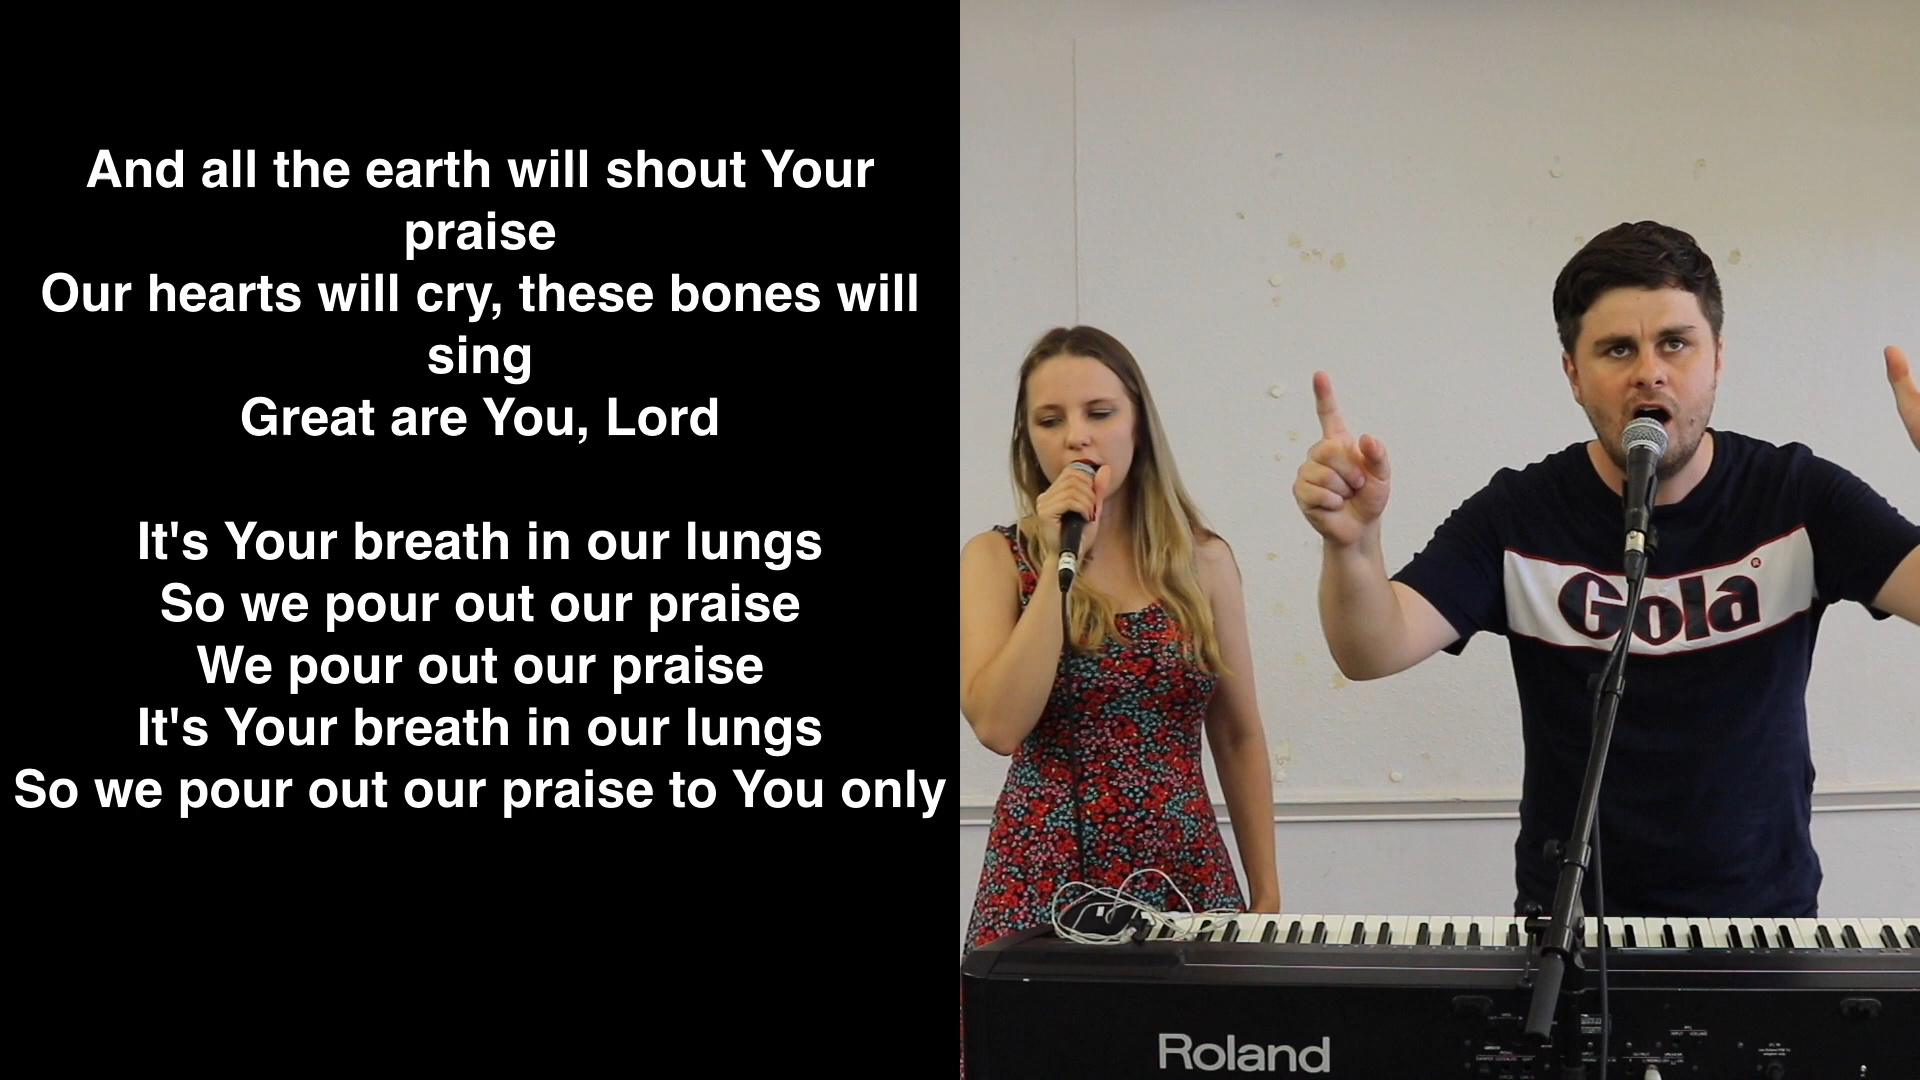 And all the earth will shout Your
praise
Our hearts will cry, these bones will
sing
Great are You, Lord
It's Your breath in our lungs
So we pour out our praise
We pour out our praise
It's Your breath in our lungs
So we pour out our praise to You only
Gola®
Roland